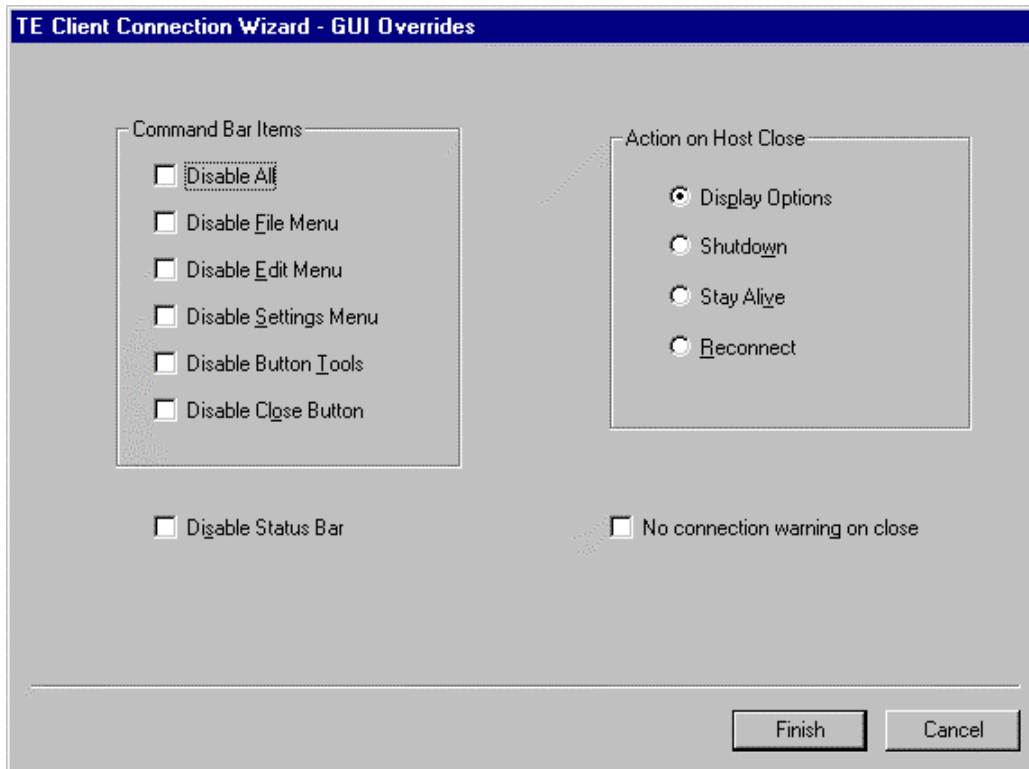 TE Client Connection Wizard - GUI Overrides
Command Bar Items
Disable All
Disable File Menu
Disable Edit Menu
Disable Settings Menu
Disable Button Tools
Disable Close Button
Action on Host Close
Display Options
Shutdown
Stay Alive
Reconnect
Disable Status Bar
No connection warning on close
Finish
Cancel